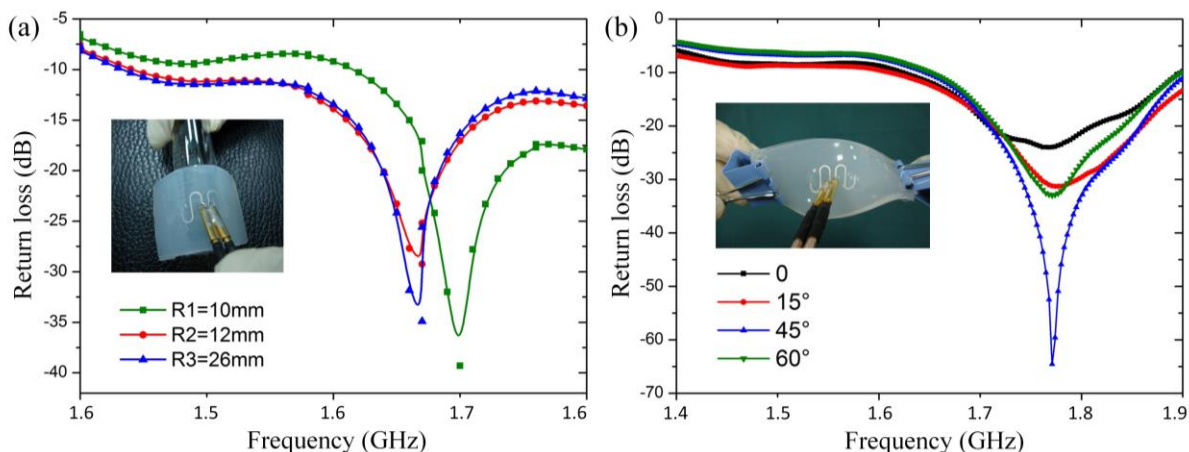 (a)
-5
-10
-15
-20
-25
-30
-35
-40
Return loss (dB)
R1=10mm
R2=12mm
R3=26mm
1.6 1.5 1.6 1.7 1.6
Frequency (GHz)
(b)
0
-10
-20
-30
-40
-50
-60
-70
Return loss (dB)
0
15°
45°
60°
1.4 1.5 1.6 1.7 1.8 1.9
Frequency (GHz)